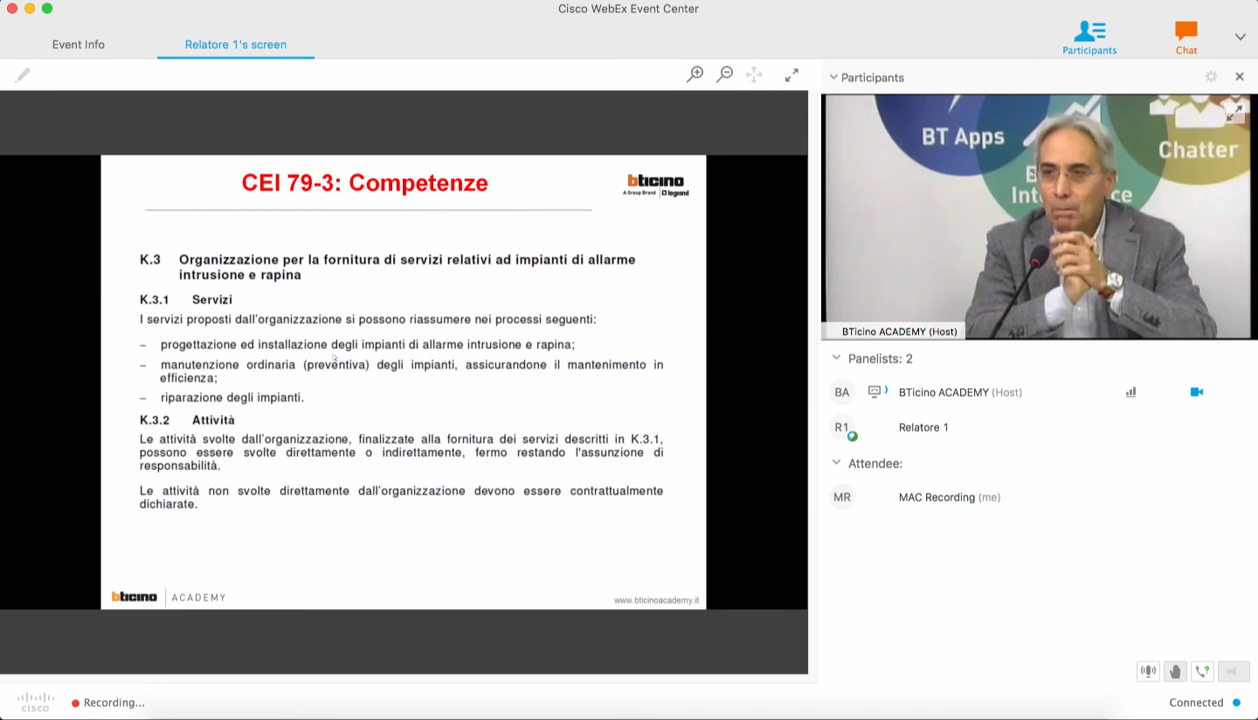 Cisco WebEx Event Center
Event Info
Relatore 1's screen
Participants
Chat
Participants
CEI 79-3: Competenze
bticino
A Group Brand | legrand
K.3 Organizzazione per la fornitura di servizi relativi ad impianti di allarme
intrusione e rapina
K.3.1 Servizi
I servizi proposti dall'organizzazione si possono riassumere nei processi seguenti:
– progettazione ed installazione degli impianti di allarme intrusione e rapina;
– manutenzione ordinaria (preventiva) degli impianti, assicurandone il mantenimento in
efficienza;
– riparazione degli impianti.
K.3.2 Attività
Le attività svolte dall'organizzazione, finalizzate alla fornitura dei servizi descritti in K.3.1,
possono essere svolte direttamente o indirettamente, fermo restando l'assunzione di
responsabilità.
Le attività non svolte direttamente dall'organizzazione devono essere contrattualmente
dichiarate.
bticino | ACADEMY
www.bticinoacademy.it
BT Apps
Chatter
BTicino ACADEMY (Host)
Panelists: 2
BA BTicino ACADEMY (Host)
R1 Relatore 1
Attendee:
MR MAC Recording (me)
CISCO
Recording...
Connected